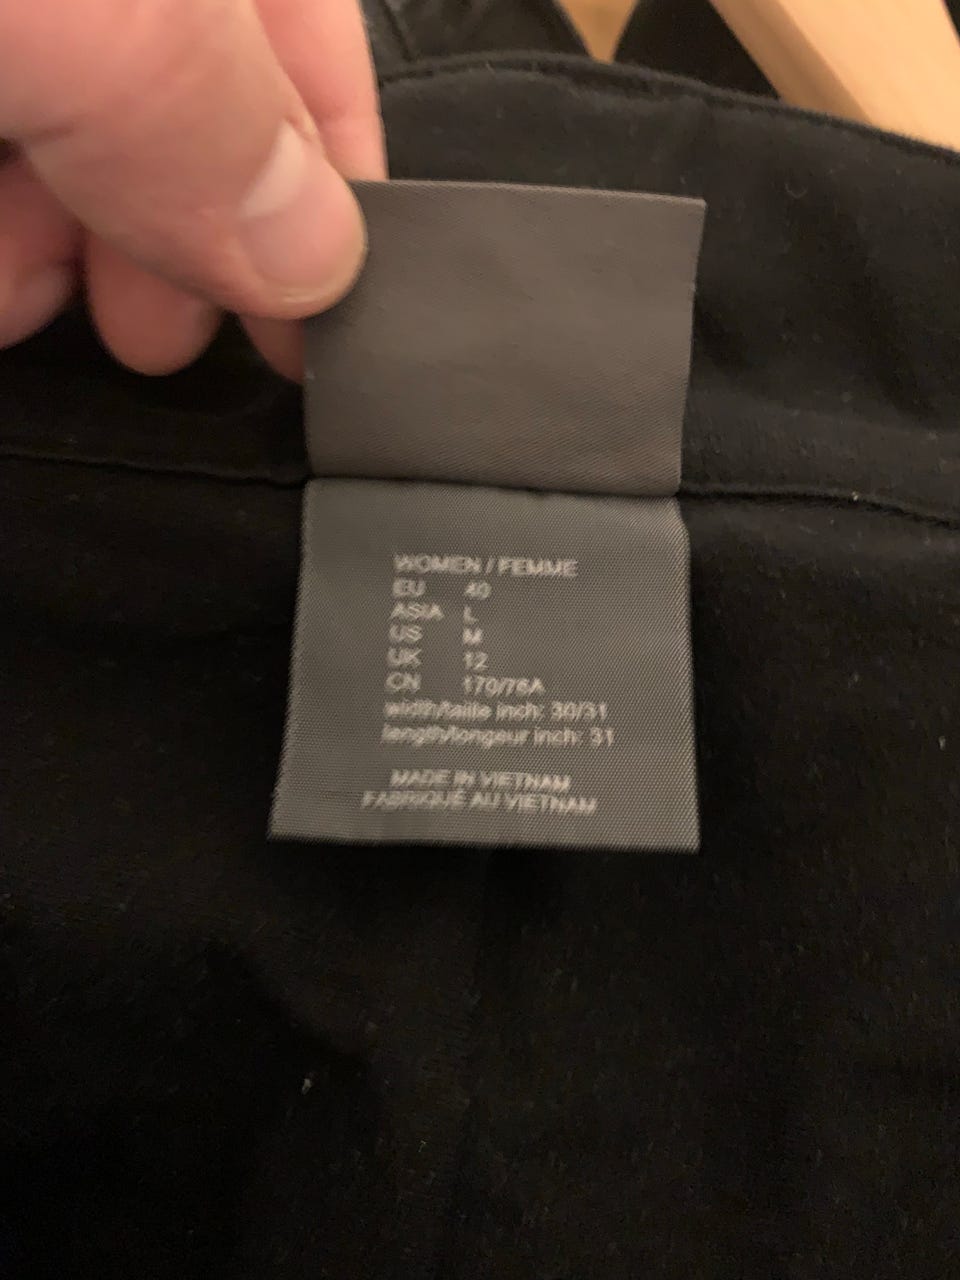 WOMEN / FEMME
EU 40
ASIA L
US M
UK 12
CN 170/76A
width/taille inch: 30/31
length/longeur inch: 31
MADE IN VIETNAM
FABRIQUÉ AU VIETNAM